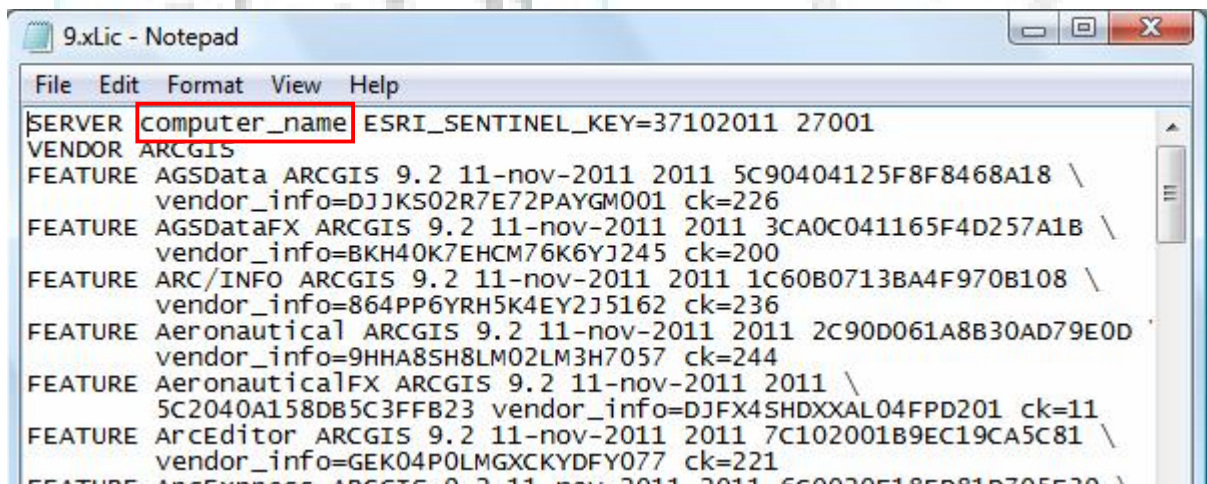 9.xLic - Notepad
File Edit Format View Help
SERVER computer_name ESRI_SENTINEL_KEY=37102011 27001
VENDOR ARCGIS
FEATURE AGSData ARCGIS 9.2 11-nov-2011 2011 5C90404125F8F8468A18 \
vendor_info=DJJKS02R7E72PAYGM001 ck=226
FEATURE AGSDataFX ARCGIS 9.2 11-nov-2011 2011 3CA0C041165F4D257A1B \
vendor_info=BKH40K7EHCM76K6YJ245 ck=200
FEATURE ARC/INFO ARCGIS 9.2 11-nov-2011 2011 1C60B0713BA4F970B108 \
vendor_info=864PP6YRH5K4EY2J5162 ck=236
FEATURE Aeronautical ARCGIS 9.2 11-nov-2011 2011 2C90D061A8B30AD79E0D
vendor_info=9HHA8SH8LM02LM3H7057 ck=244
FEATURE AeronauticalFX ARCGIS 9.2 11-nov-2011 2011 \
5C2040A158DB5C3FFB23 vendor_info=DJFX4SHDXXAL04FPD201 ck=11
FEATURE ArcEditor ARCGIS 9.2 11-nov-2011 2011 7C102001B9EC19CA5C81 \
vendor_info=GEK04P0LMGXCKYDFY077 ck=221